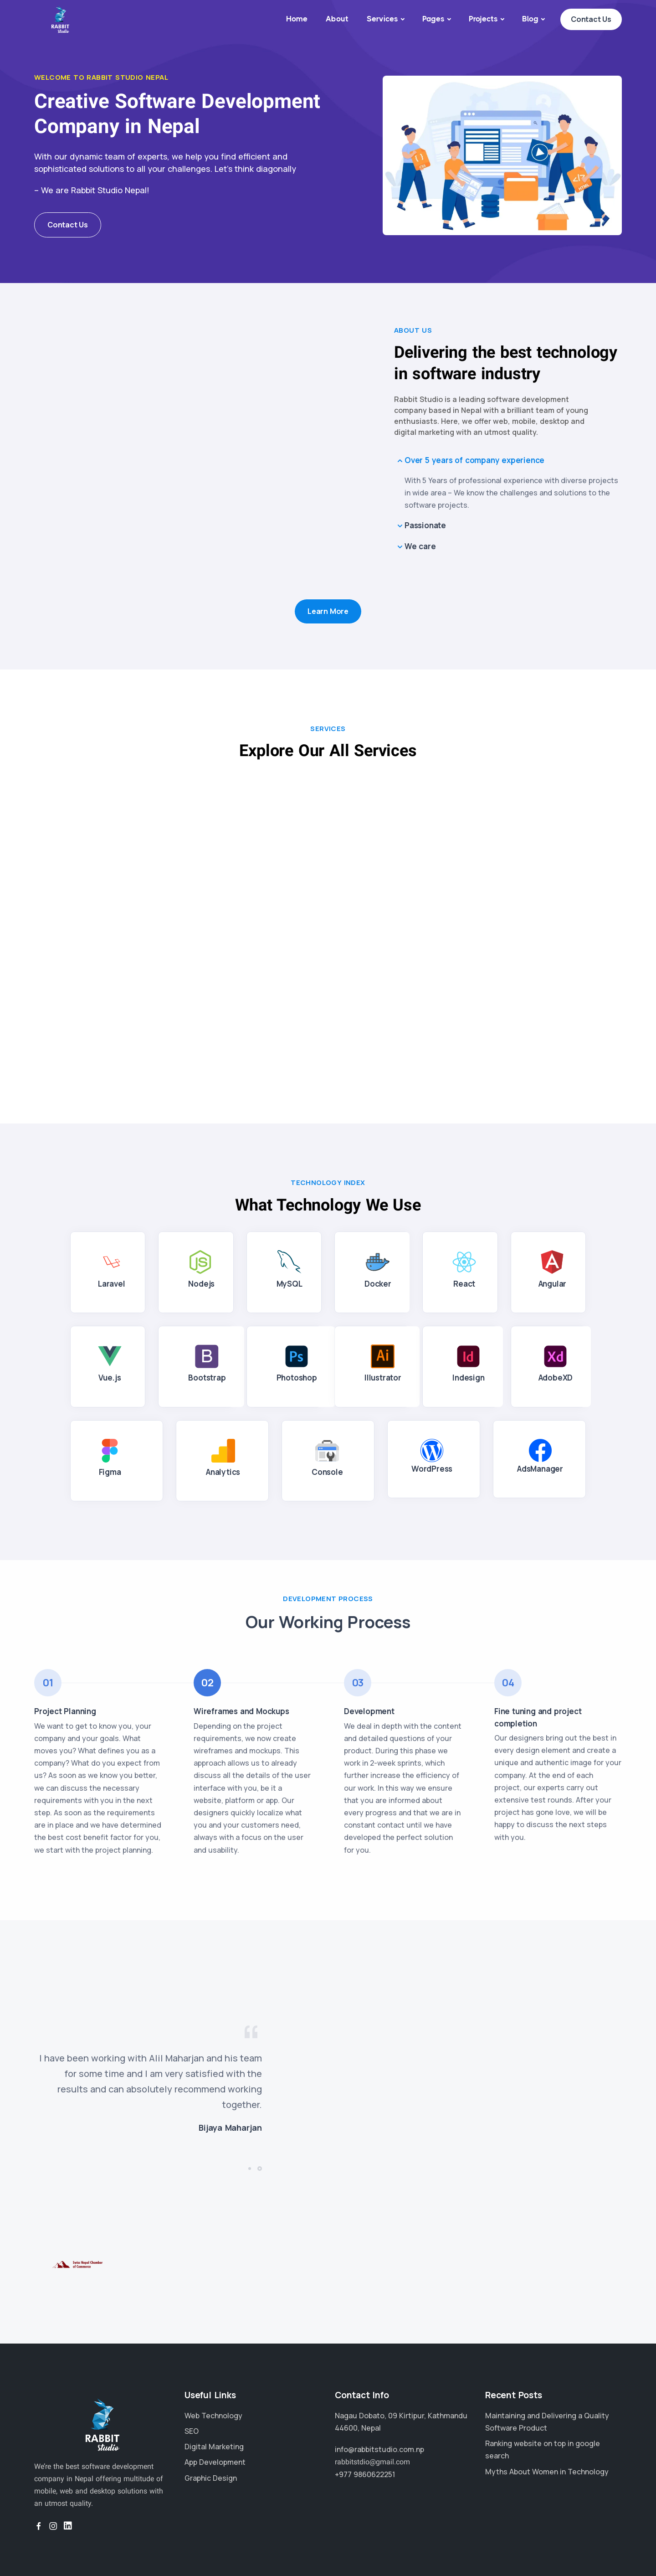 RABBIT
Studio
Home
About
Services
Pages
Projects
Blog
Contact Us
WELCOME TO RABBIT STUDIO NEPAL
Creative Software Development
Company in Nepal
With our dynamic team of experts, we help you find efficient and
sophisticated solutions to all your challenges. Let's think diagonally
– We are Rabbit Studio Nepal!
Contact Us
ABOUT US
Delivering the best technology
in software industry
Rabbit Studio is a leading software development
company based in Nepal with a brilliant team of young
enthusiasts. Here, we offer web, mobile, desktop and
digital marketing with an utmost quality.
Over 5 years of company experience
With 5 Years of professional experience with diverse projects
in wide area – We know the challenges and solutions to the
software projects.
Passionate
We care
Learn More
SERVICES
Explore Our All Services
TECHNOLOGY INDEX
What Technology We Use
Laravel
Nodejs
MySQL
Docker
React
Angular
Vue.js
Bootstrap
Photoshop
Illustrator
Indesign
AdobeXD
Figma
Analytics
Console
WordPress
AdsManager
DEVELOPMENT PROCESS
Our Working Process
01
Project Planning
We want to get to know you, your
company and your goals. What
moves you? What defines you as a
company? What do you expect from
us? As soon as we know you better,
we can discuss the necessary
requirements with you in the next
step. As soon as the requirements
are in place and we have determined
the best cost benefit factor for you,
we start with the project planning.
02
Wireframes and Mockups
Depending on the project
requirements, we now create
wireframes and mockups. This
approach allows us to already
discuss all the details of the user
interface with you, be it a
website, platform or app. Our
designers quickly localize what
you and your customers need,
always with a focus on the user
and usability.
03
Development
We deal in depth with the content
and detailed questions of your
product. During this phase we
work in 2-week sprints, which
further increase the efficiency of
our work. In this way we ensure
that you are informed about
every progress and that we are in
constant contact until we have
developed the perfect solution
for you.
04
Fine tuning and project
completion
Our designers bring out the best in
every design element and create a
unique and authentic image for your
company. At the end of each
project, our experts carry out
extensive test rounds. After your
project has gone love, we will be
happy to discuss the next steps
with you.
I have been working with Alil Maharjan and his team
for some time and I am very satisfied with the
results and can absolutely recommend working
together.
Bijaya Maharjan
Swiss Nepal Chamber
of Commerce
RABBIT
Studio
We're the best software development
company in Nepal offering multitude of
mobile, web and desktop solutions with
an utmost quality.
Useful Links
Web Technology
SEO
Digital Marketing
App Development
Graphic Design
Contact Info
Nagau Dobato, 09 Kirtipur, Kathmandu
44600, Nepal
info@rabbitstudio.com.np
rabbitstdio@gmail.com
+977 9860622251
Recent Posts
Maintaining and Delivering a Quality
Software Product
Ranking website on top in google
search
Myths About Women in Technology